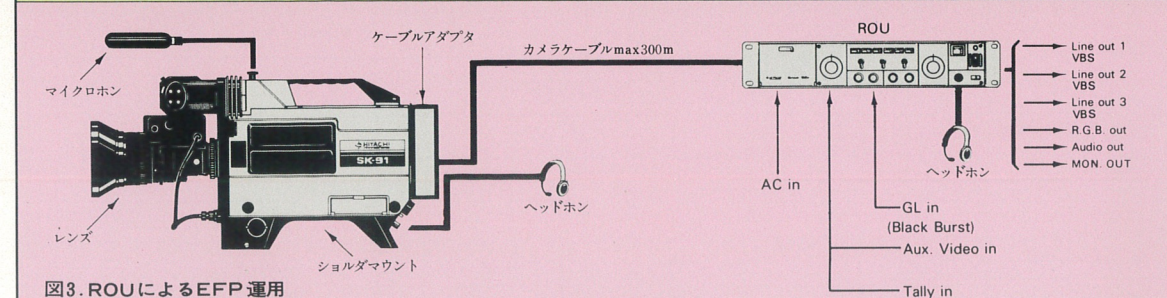 ケーブルアダプタ
マイクロホン
カメラケーブルmax300m
ROU
Line out 1
VBS
Line out 2
VBS
Line out 3
VBS
R.G.B. out
Audio out
MON. OUT
HITACHI
SK-91
ヘッドホン
ヘッドホン
AC in
GL in
(Black Burst)
Aux. Video in
Tally in
レンズ
ショルダマウント
図3.ROUによるEFP運用